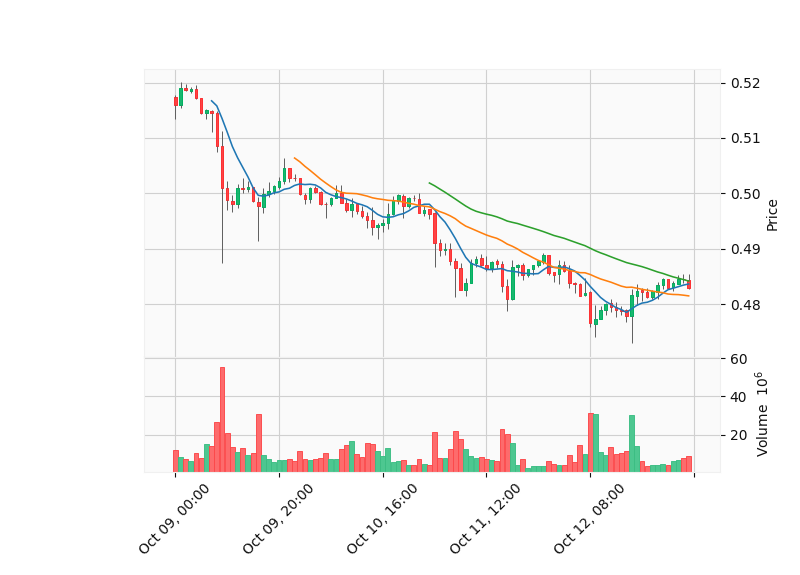 0.52
0.51
0.50
0.49
0.48
Price
60
40
20
Volume 10^6
Oct 09, 00:00
Oct 09, 20:00
Oct 10, 16:00
Oct 11, 12:00
Oct 12, 08:00